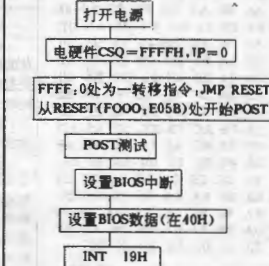 打开电源
电硬件CSQ=FFFFH,IP=0
FFFF:0处为一转移指令,JMP RESET
从RESET(FOOO:E05B)处开始POST
POST测试
设置BIOS中断
设置BIOS数据(在40H)
INT 19H